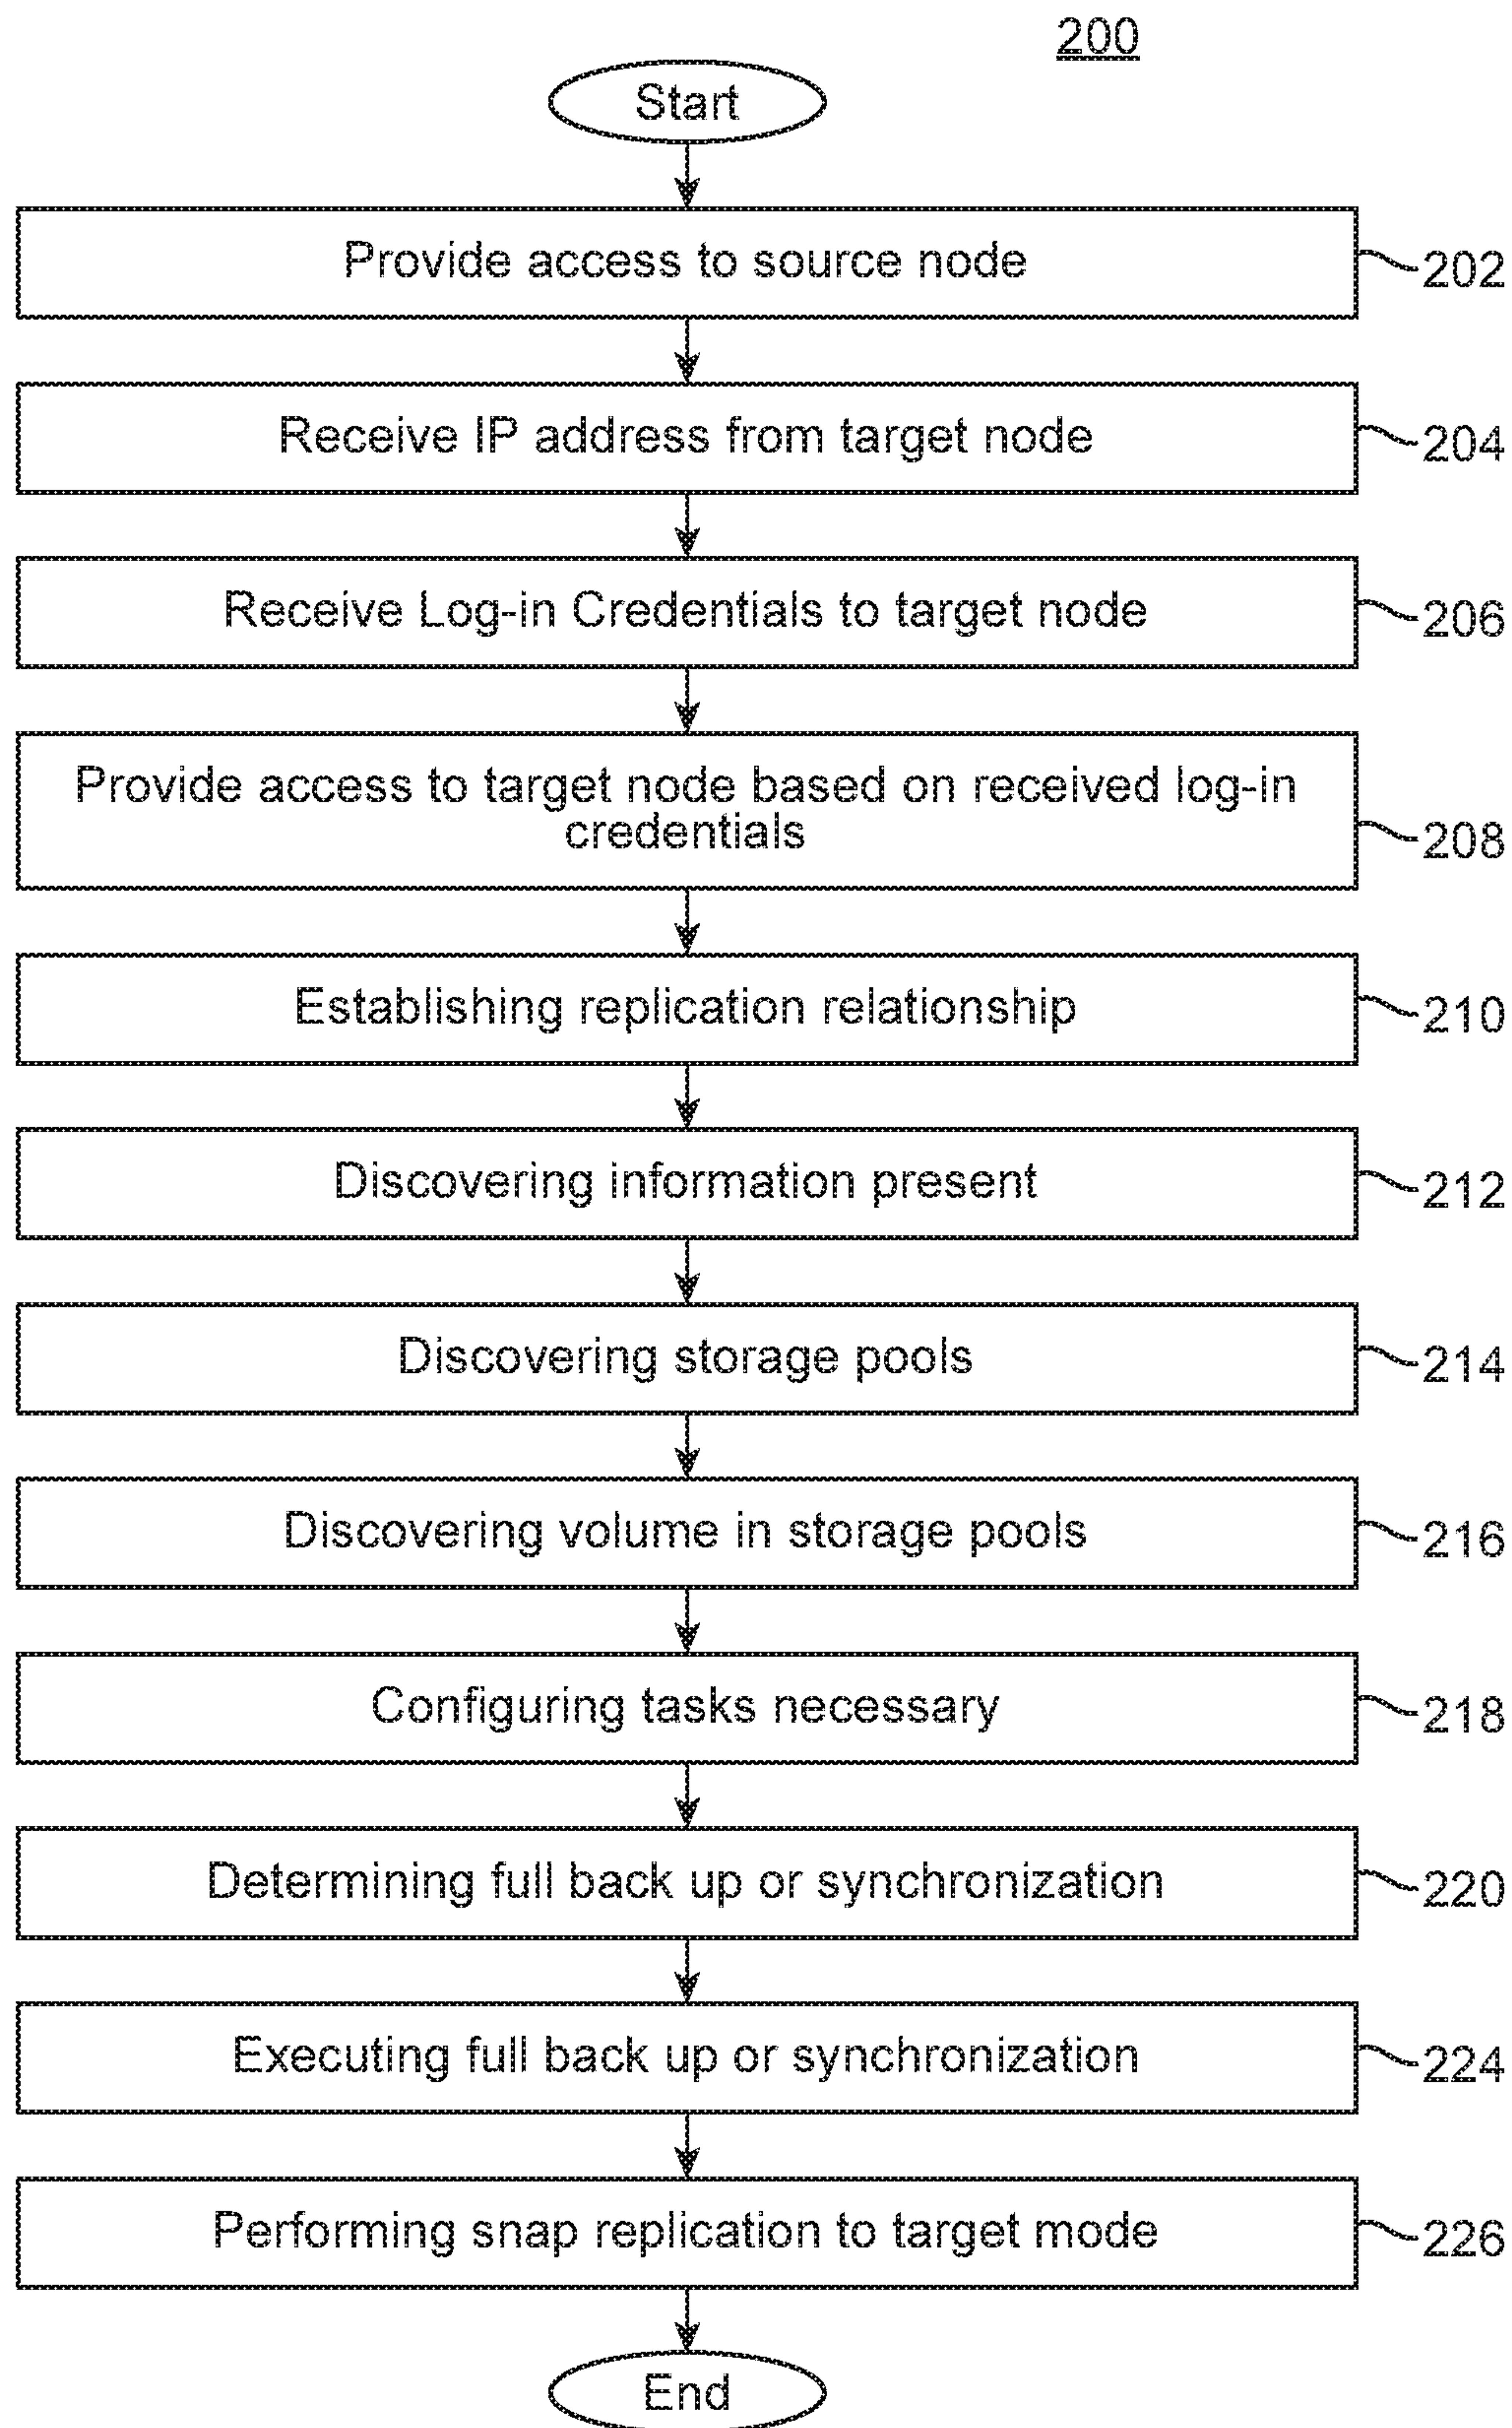 200
Start
Provide access to source node
202
Receive IP address from target node
204
Receive Log-in Credentials to target node
206
Provide access to target node based on received log-in
credentials
208
Establishing replication relationship
210
Discovering information present
212
Discovering storage pools
214
Discovering volume in storage pools
216
Configuring tasks necessary
218
Determining full back up or synchronization
220
Executing full back up or synchronization
224
Performing snap replication to target mode
226
End